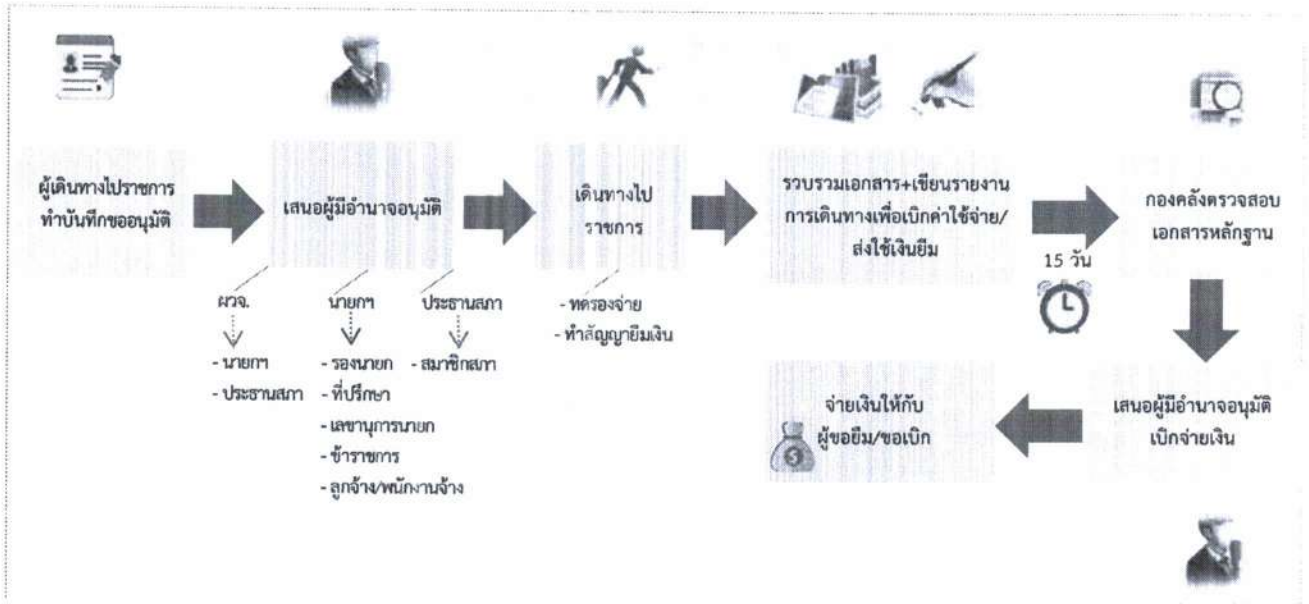 ผู้เดินทางไปราชการ
ทำบันทึกขออนุมัติ
เสนอผู้มีอำนาจอนุมัติ
ผวจ.
- นายกฯ
- ประธานสภา
นายกฯ
- รองนายก
- ที่ปรึกษา
- เลขานุการนายก
- ข้าราชการ
- ลูกจ้าง/พนักงานจ้าง
ประธานสภา
- สมาชิกสภา
เดินทางไป
ราชการ
- ทดรองจ่าย
- ทำสัญญายืมเงิน
รวบรวมเอกสาร+เขียนรายงาน
การเดินทางเพื่อเบิกค่าใช้จ่าย/
ส่งใช้เงินยืม
15 วัน
กองคลังตรวจสอบ
เอกสารหลักฐาน
เสนอผู้มีอำนาจอนุมัติ
เบิกจ่ายเงิน
จ่ายเงินให้กับ
ผู้ขอยืม/ขอเบิก